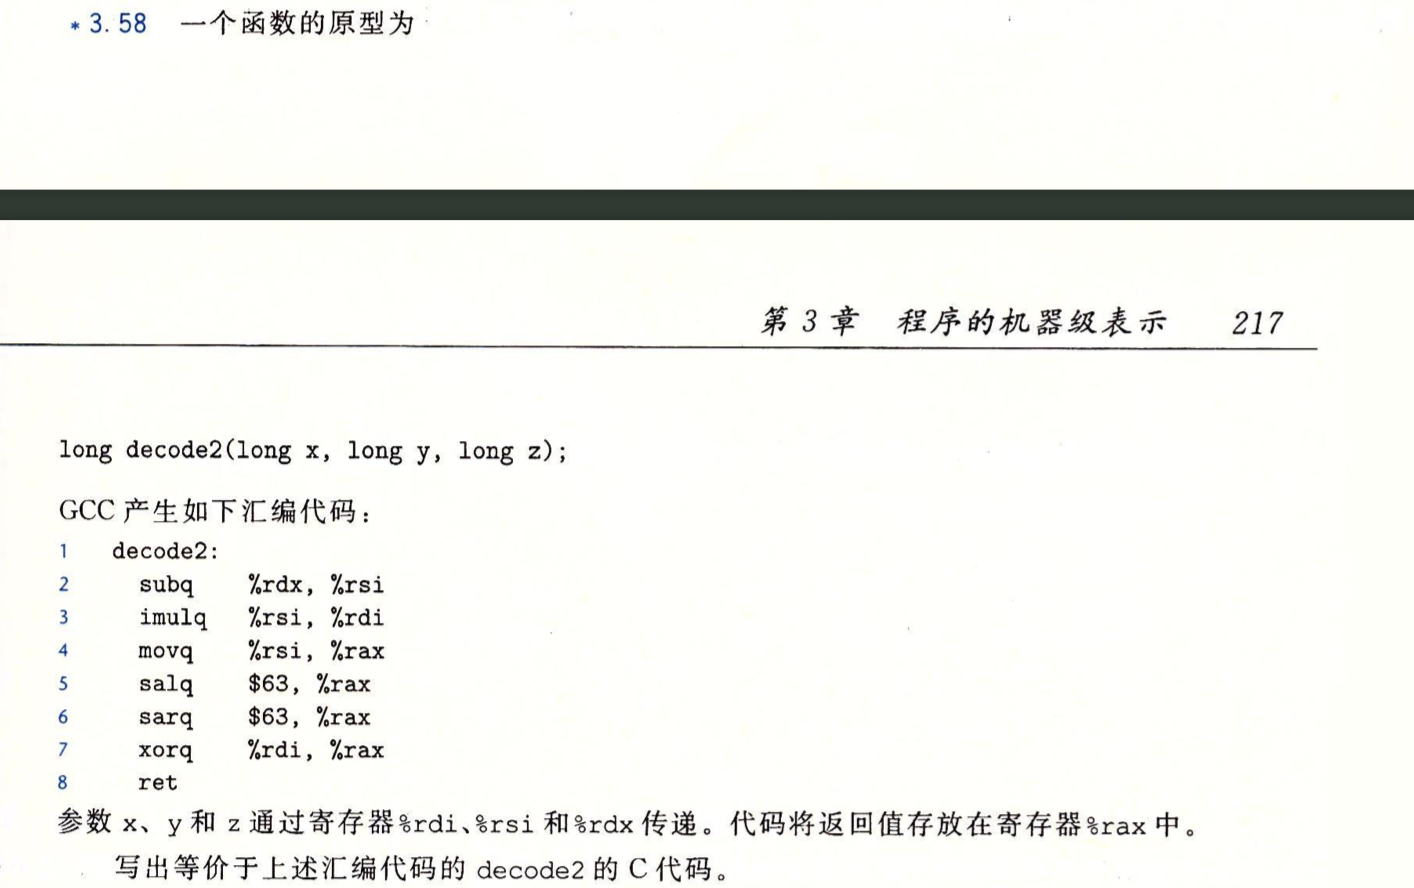 * 3.58 一个函数的原型为
第 3 章 程序的机器级表示 217
long decode2(long x, long y, long z);
GCC 产生如下汇编代码：
1 decode2:
2 subq %rdx, %rsi
3 imulq %rsi, %rdi
4 movq %rsi, %rax
5 salq $63, %rax
6 sarq $63, %rax
7 xorq %rdi, %rax
8 ret
参数 x、y 和 z 通过寄存器%rdi、%rsi 和%rdx 传递。代码将返回值存放在寄存器%rax 中。
写出等价于上述汇编代码的 decode2 的 C 代码。